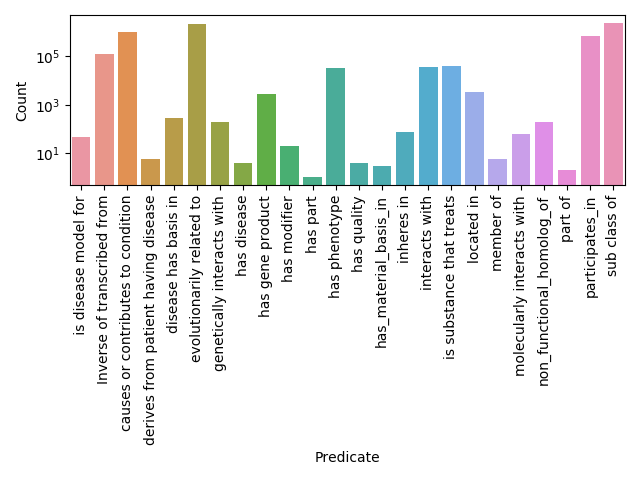 Count
10^5
10^3
10^1
is disease model for
Inverse of transcribed from
causes or contributes to condition
derives from patient having disease
disease has basis in
evolutionarily related to
genetically interacts with
has disease
has gene product
has modifier
has part
has phenotype
has quality
has_material_basis_in
inheres in
interacts with
is substance that treats
located in
member of
molecularly interacts with
non_functional_homolog_of
part of
participates_in
sub class of
Predicate